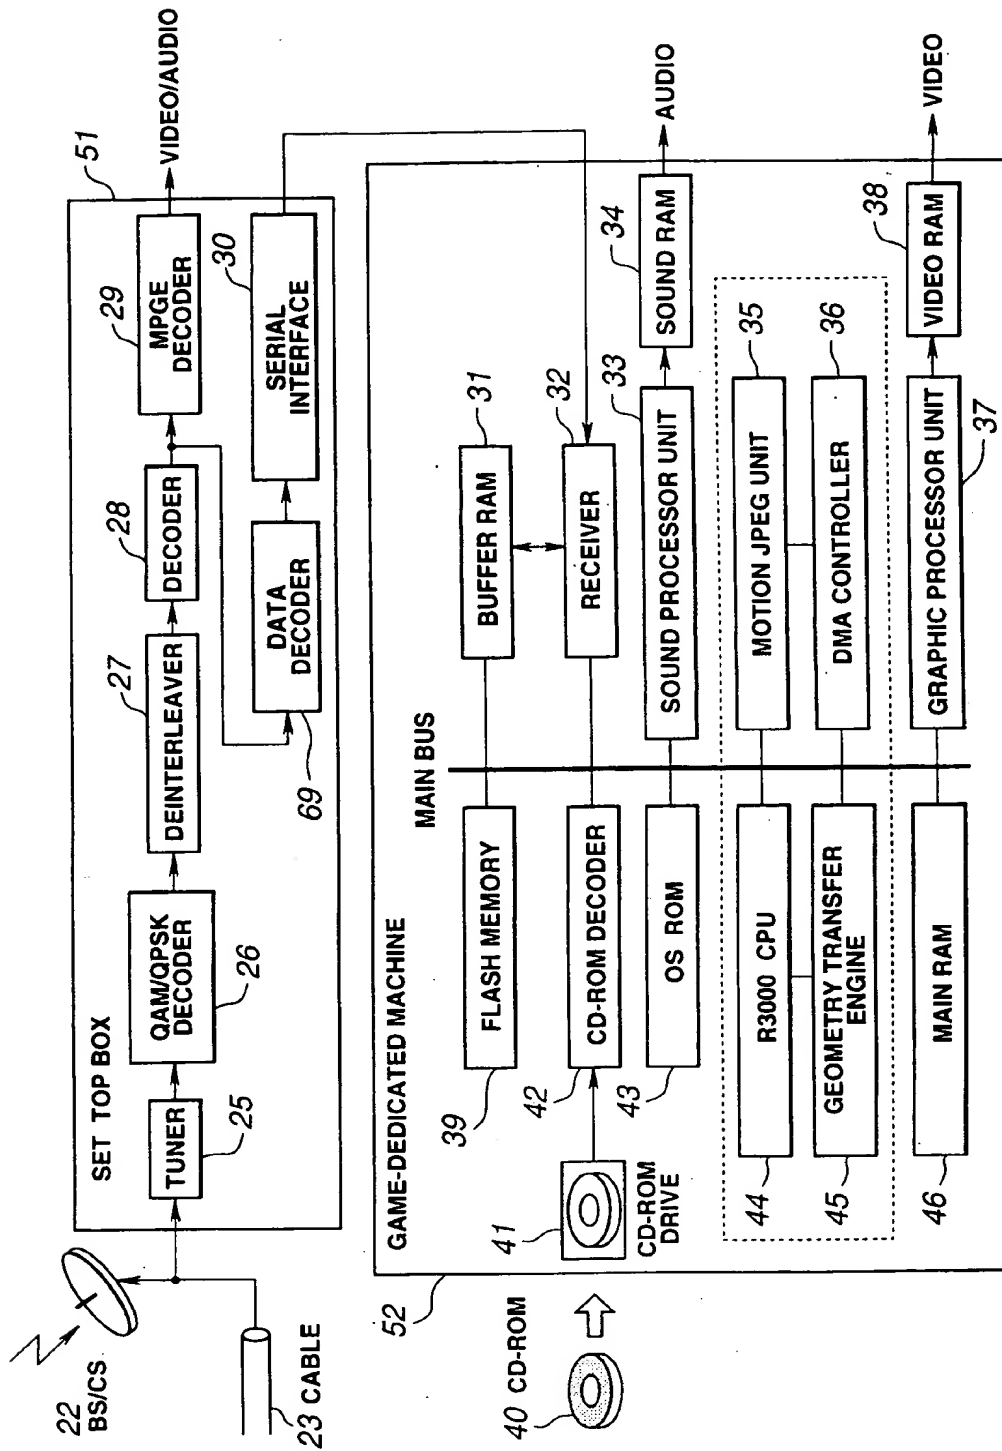 22
BS/CS
23 CABLE
SET TOP BOX
51
TUNER
25
QAM/QPSK
DECODER
26
DEINTERLEAVER
27
DECODER
28
MPGE
DECODER
29
VIDEO/AUDIO
DATA
DECODER
69
SERIAL
INTERFACE
30
GAME-DEDICATED MACHINE
52
MAIN BUS
FLASH MEMORY
39
BUFFER RAM
31
40 CD-ROM
41
CD-ROM
DRIVE
CD-ROM DECODER
42
RECEIVER
32
OS ROM
43
SOUND PROCESSOR UNIT
33
SOUND RAM
34
AUDIO
R3000 CPU
44
MOTION JPEG UNIT
35
GEOMETRY TRANSFER
ENGINE
45
DMA CONTROLLER
36
MAIN RAM
46
GRAPHIC PROCESSOR UNIT
37
VIDEO RAM
38
VIDEO